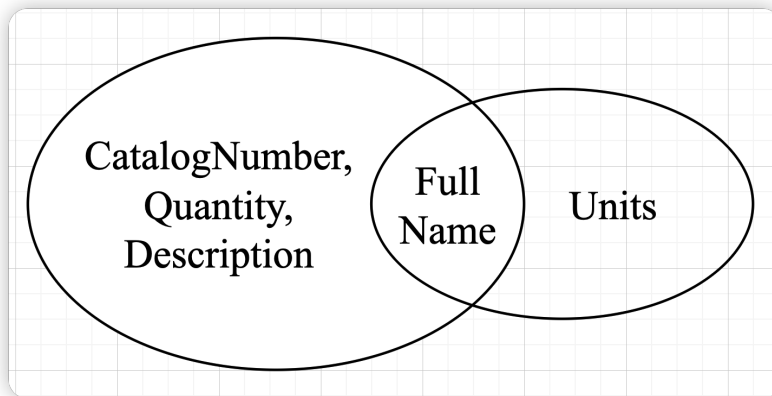 CatalogNumber,
Quantity,
Description
Full
Name
Units